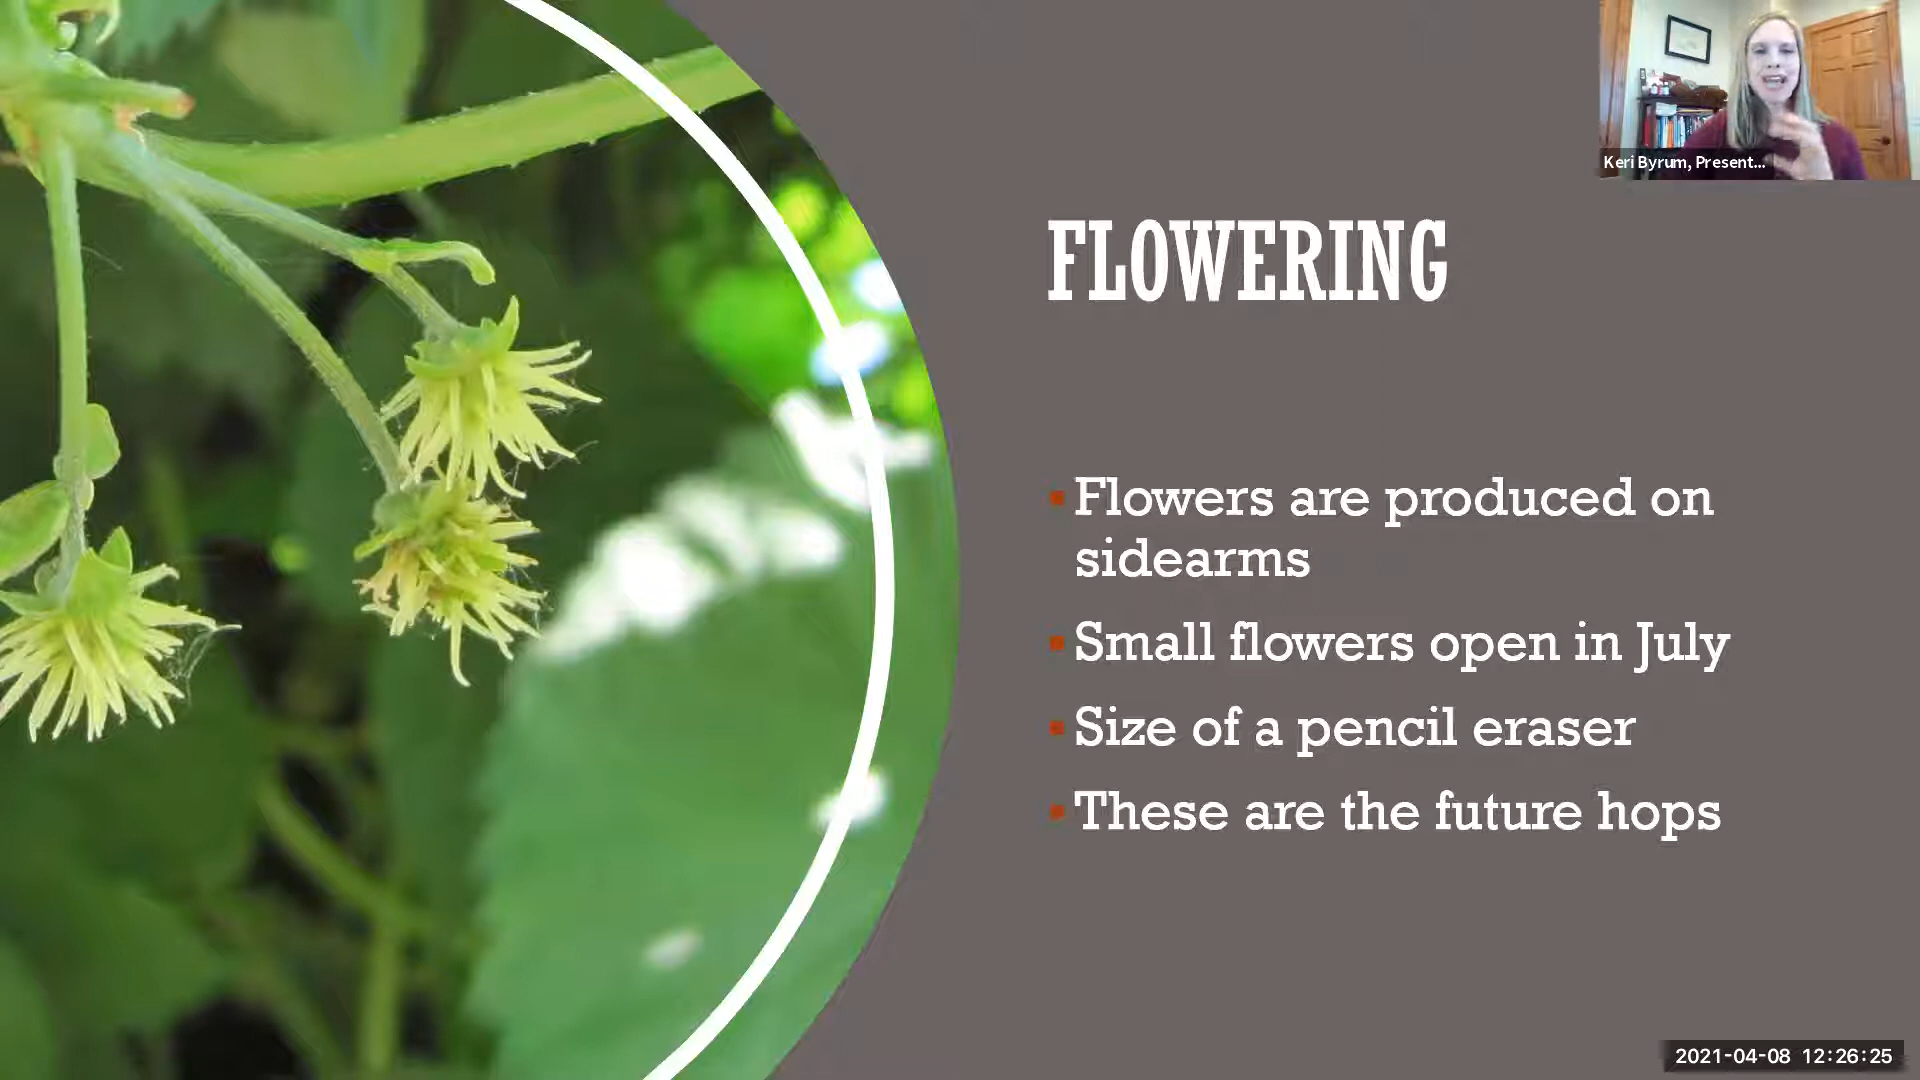 Keri Byrum, Present...
FLOWERING
Flowers are produced on
sidearms
Small flowers open in July
Size of a pencil eraser
These are the future hops
2021-04-08 12:26:25